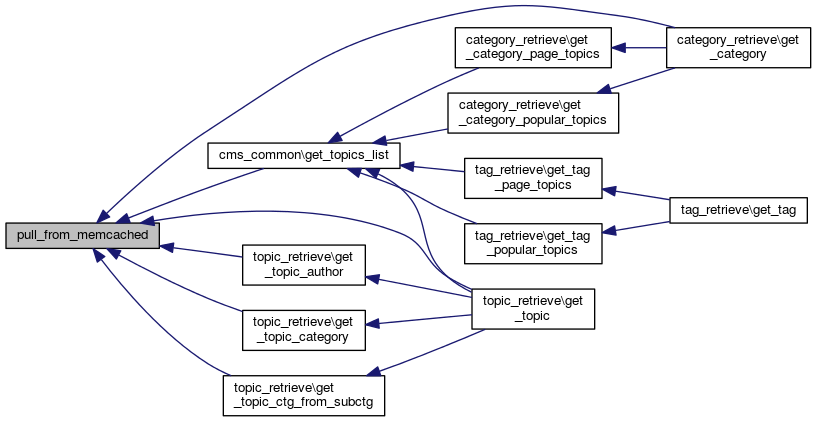 pull_from_memcached
cms_common\get_topics_list
topic_retrieve\get
_topic_author
topic_retrieve\get
_topic_category
topic_retrieve\get
_topic_ctg_from_subctg
category_retrieve\get
_category_page_topics
category_retrieve\get
_category_popular_topics
tag_retrieve\get_tag
_page_topics
tag_retrieve\get_tag
_popular_topics
topic_retrieve\get
_topic
category_retrieve\get
_category
tag_retrieve\get_tag